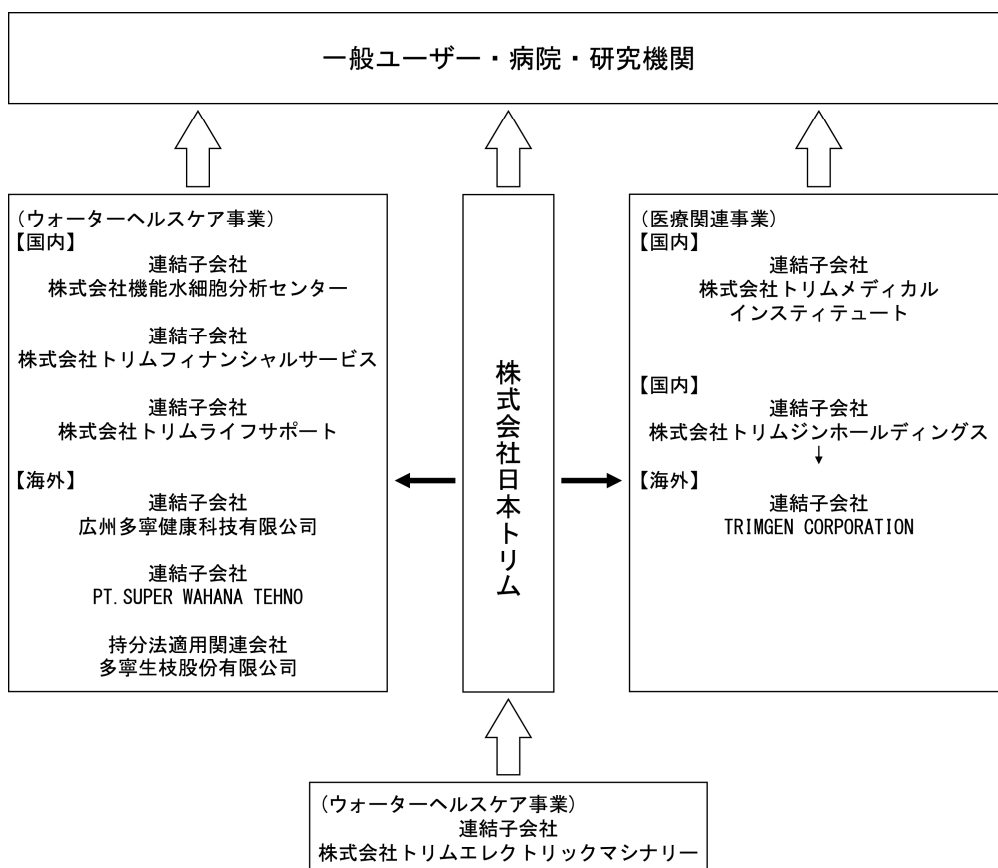 一般ユーザー・病院・研究機関
（ウォーターヘルスケア事業）
【国内】
連結子会社
株式会社機能水細胞分析センター
連結子会社
株式会社トリムフィナンシャルサービス
連結子会社
株式会社トリムライフサポート
【海外】
連結子会社
広州多寧健康科技有限公司
連結子会社
PT.SUPER WAHANA TEHNO
持分法適用関連会社
多寧生枝股份有限公司
株式会社日本トリム
（医療関連事業）
【国内】
連結子会社
株式会社トリムメディカル
インスティテュート
【国内】
連結子会社
株式会社トリムジンホールディングス
↓
【海外】
連結子会社
TRIMGEN CORPORATION
（ウォーターヘルスケア事業）
連結子会社
株式会社トリムエレクトリックマシナリー